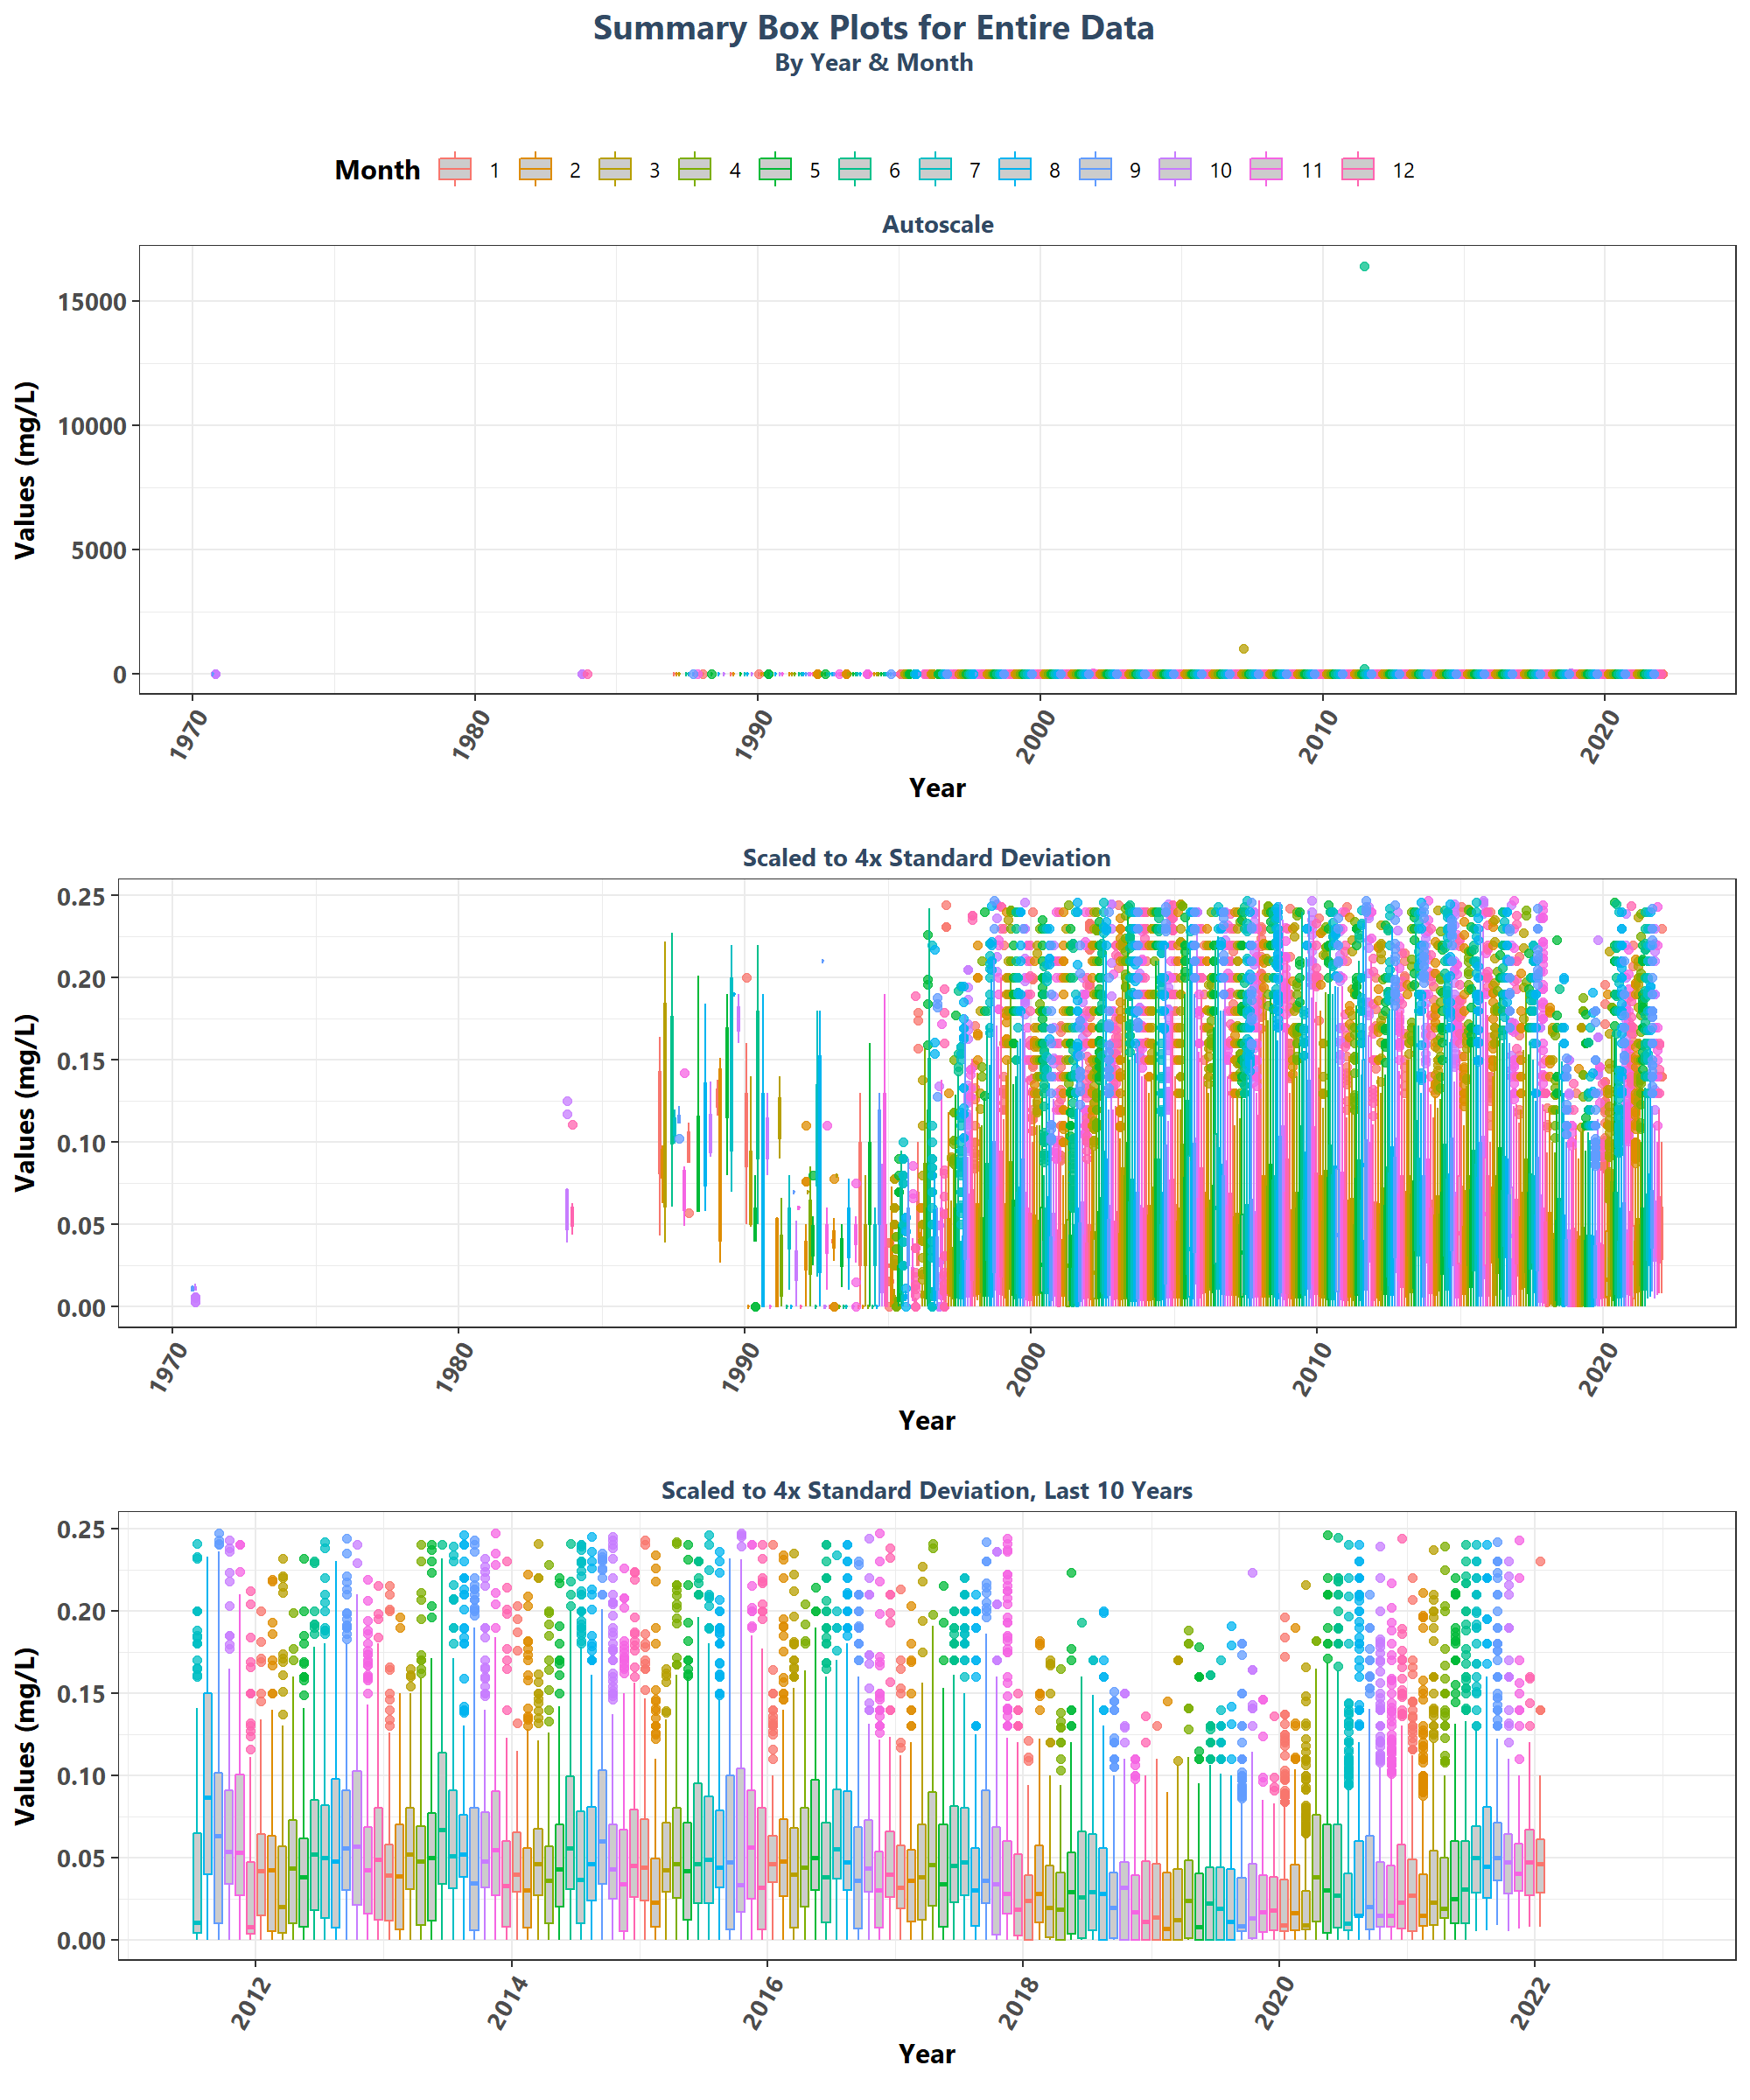 Summary Box Plots for Entire Data
By Year & Month
Month 1 2 3 4 5 6 7 8 9 10 11 12
Autoscale
Values (mg/L)
15000
10000
5000
0
1970 1980 1990 2000 2010 2020
Year
Scaled to 4x Standard Deviation
Values (mg/L)
0.25
0.20
0.15
0.10
0.05
0.00
1970 1980 1990 2000 2010 2020
Year
Scaled to 4x Standard Deviation, Last 10 Years
Values (mg/L)
0.25
0.20
0.15
0.10
0.05
0.00
2012 2014 2016 2018 2020 2022
Year